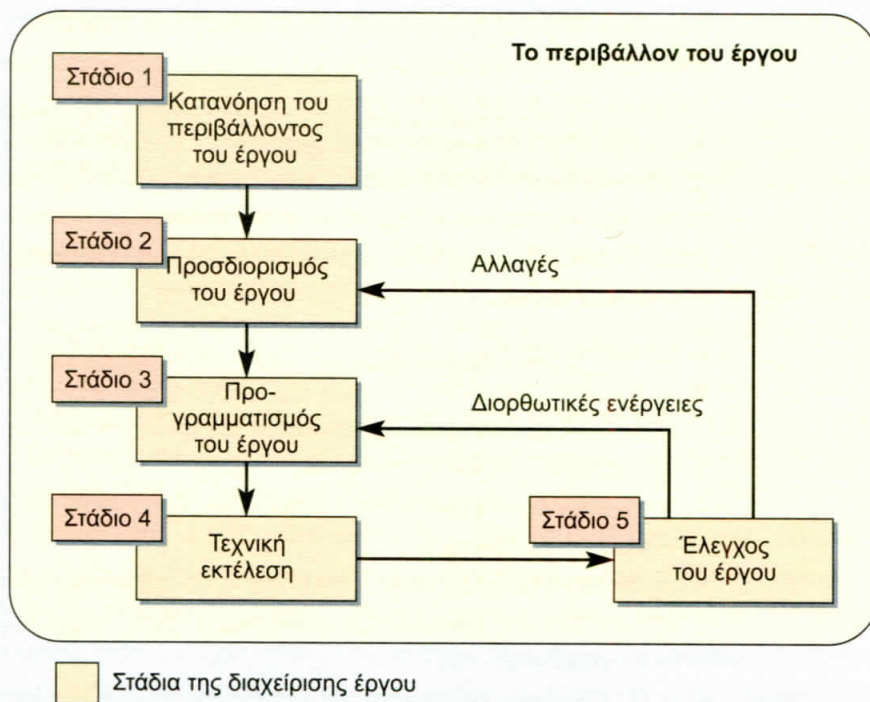 Το περιβάλλον του έργου
Στάδιο 1
Κατανόηση του
περιβάλλοντος
του έργου
Στάδιο 2
Προσδιορισμός
του έργου
Αλλαγές
Στάδιο 3
Προ-
γραμματισμός
του έργου
Διορθωτικές ενέργειες
Στάδιο 4
Τεχνική
εκτέλεση
Στάδιο 5
Έλεγχος
του έργου
Στάδια της διαχείρισης έργου